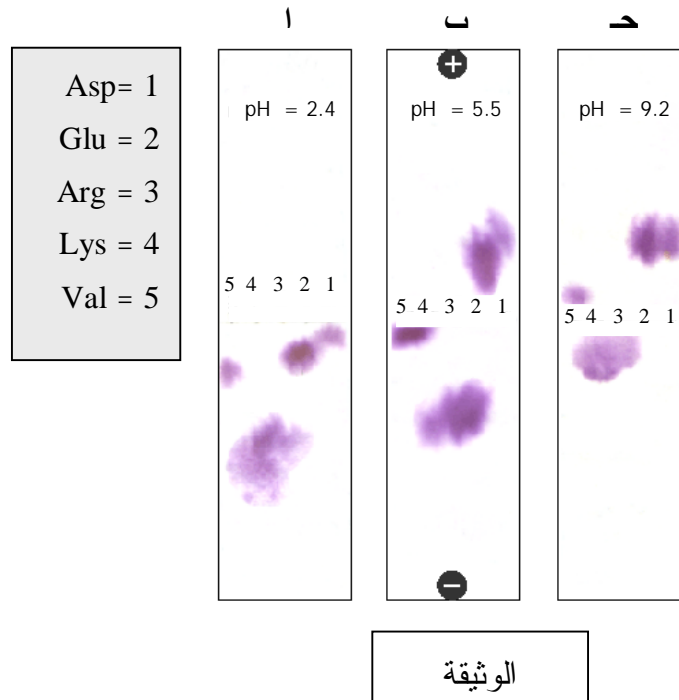 ا ب حـ
Asp= 1
Glu = 2
Arg = 3
Lys = 4
Val = 5
+
pH = 2.4
pH = 5.5
pH = 9.2
5 4 3 2 1
5 4 3 2 1
5 4 3 2 1
−
الوثيقة